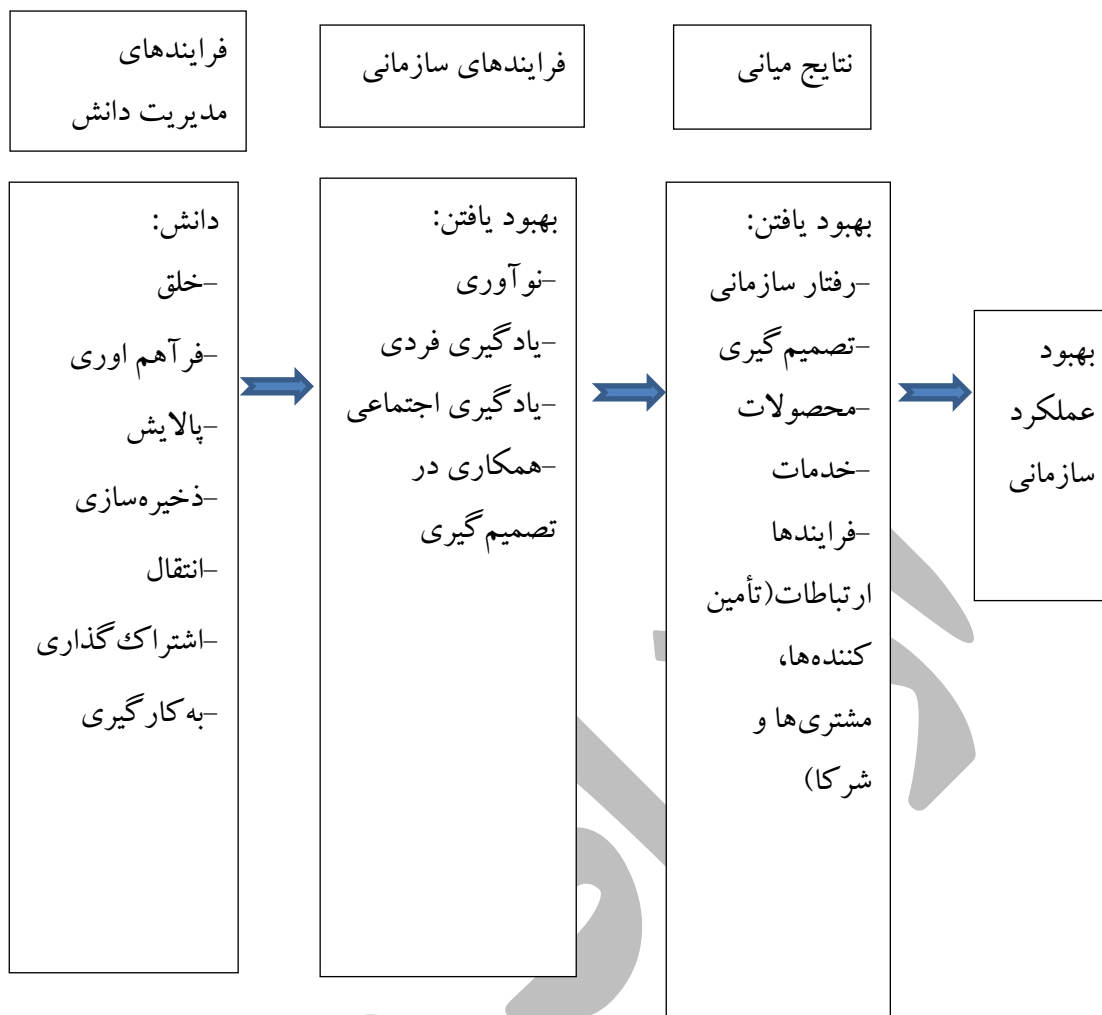 فرایندهای
مدیریت دانش
فرایندهای سازمانی
نتایج میانی
دانش:
-خلق
-فرآهم اوری
-پالایش
-ذخیره‌سازی
-انتقال
-اشتراک‌گذاری
-به‌کارگیری
بهبود یافتن:
-نوآوری
-یادگیری فردی
-یادگیری اجتماعی
-همکاری در
تصمیم‌گیری
بهبود یافتن:
-رفتار سازمانی
-تصمیم‌گیری
-محصولات
-خدمات
-فرایندها
ارتباطات(تأمین
کننده‌ها،
مشتری‌ها و
شرکا)
بهبود
عملکرد
سازمانی